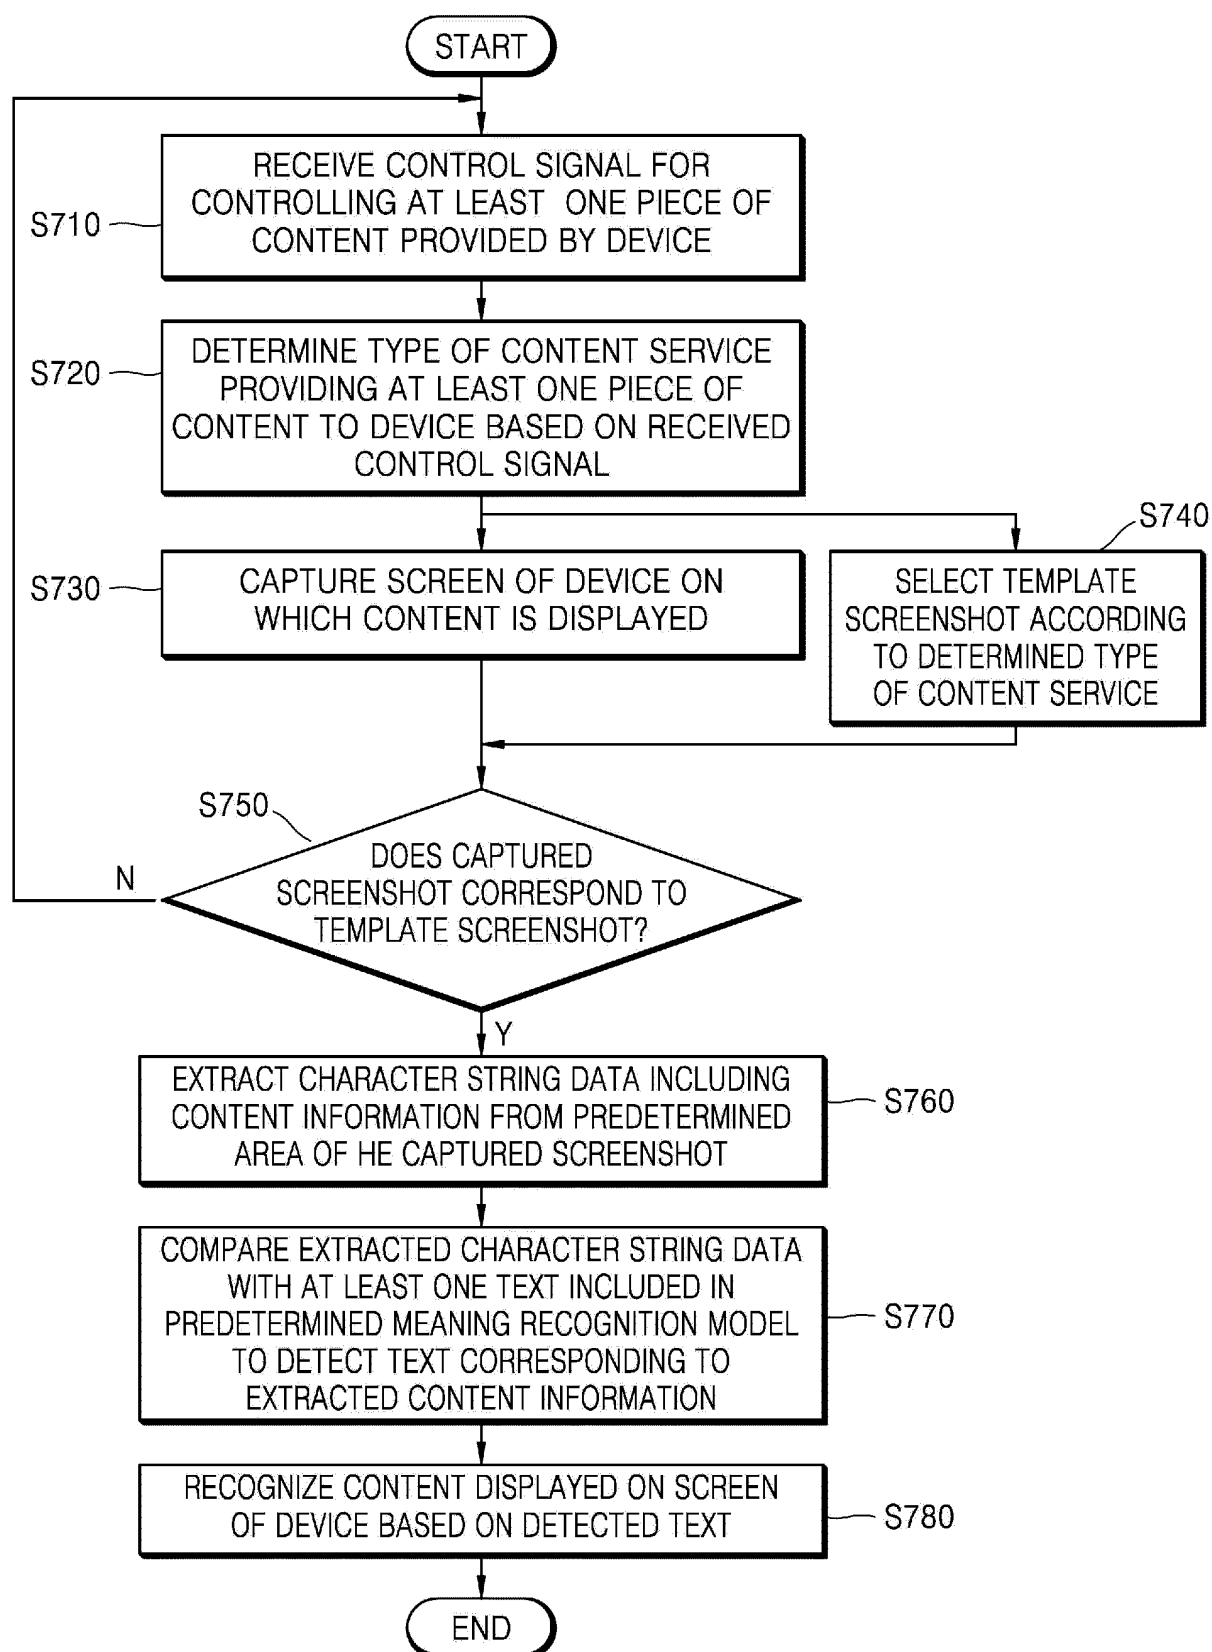 START
RECEIVE CONTROL SIGNAL FOR
CONTROLLING AT LEAST ONE PIECE OF
CONTENT PROVIDED BY DEVICE
S710
DETERMINE TYPE OF CONTENT SERVICE
PROVIDING AT LEAST ONE PIECE OF
CONTENT TO DEVICE BASED ON RECEIVED
CONTROL SIGNAL
S720
CAPTURE SCREEN OF DEVICE ON
WHICH CONTENT IS DISPLAYED
S730
S740
SELECT TEMPLATE
SCREENSHOT ACCORDING
TO DETERMINED TYPE
OF CONTENT SERVICE
S750
DOES CAPTURED
SCREENSHOT CORRESPOND TO
TEMPLATE SCREENSHOT?
N
Y
EXTRACT CHARACTER STRING DATA INCLUDING
CONTENT INFORMATION FROM PREDETERMINED
AREA OF HE CAPTURED SCREENSHOT
S760
COMPARE EXTRACTED CHARACTER STRING DATA
WITH AT LEAST ONE TEXT INCLUDED IN
PREDETERMINED MEANING RECOGNITION MODEL
TO DETECT TEXT CORRESPONDING TO
EXTRACTED CONTENT INFORMATION
S770
RECOGNIZE CONTENT DISPLAYED ON SCREEN
OF DEVICE BASED ON DETECTED TEXT
S780
END